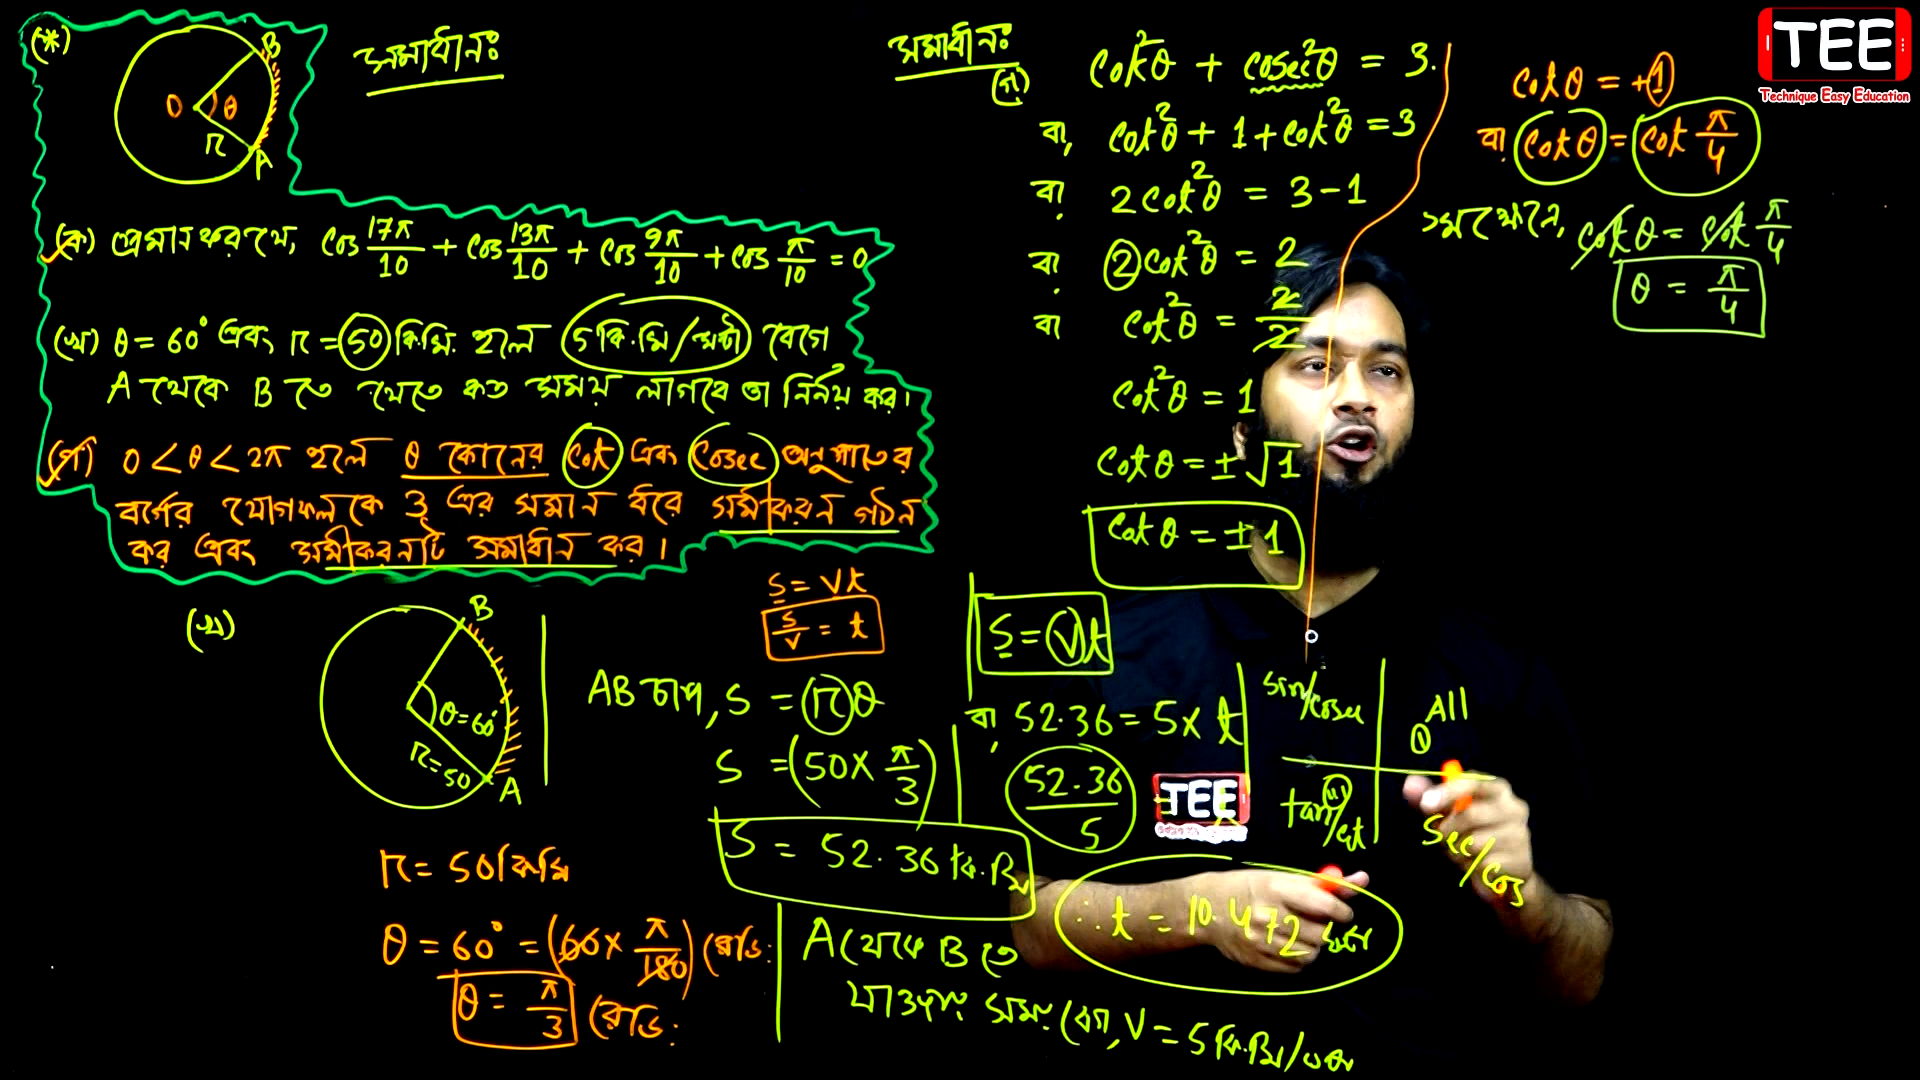 (*)
B
O θ
r
A
সমাধানঃ
(ক) প্রমান কর যে, cos 17π/10 + cos 13π/10 + cos 9π/10 + cos π/10 = 0
(খ) θ = 60° এবং r = 50 কি.মি. হলে 5 কি.মি/ঘন্টা বেগে
A থেকে B তে যেতে কত সময় লাগবে তা নির্নয় কর।
(গ) 0 < θ < 2π হলে θ কোনের cot এবং cosec অনুপাতের
বর্গের যোগফলকে 3 এর সমান ধরে সমীকরন গঠন
কর এবং সমীকরনটি সমাধান কর।
(খ)
B
θ = 60°
r = 50
A
r = 50 কিমি
θ = 60° = (60 × π/180) রেডি.
θ = π/3 রেডি.
S = vt
S/v = t
AB চাপ, S = rθ
S = (50 × π/3)
S = 52.36 কি.মি
A থেকে B তে
যাওয়ার সময় বেগ, V = 5 কি.মি/ঘন্টা
S = Vt
বা, 52.36 = 5 × t
52.36/5
∴ t = 10.472 ঘন্টা
সমাধানঃ
(গ)
cot²θ + cosec²θ = 3.
বা, cot²θ + 1 + cot²θ = 3
বা, 2cot²θ = 3 - 1
বা, 2cot²θ = 2
বা cot²θ = 2/2
cot²θ = 1
cotθ = ±√1
cotθ = ±1
sin/cosec
All
tan/cot
sec/cos
cotθ = +1
বা cotθ = cot π/4
cotθ = cot π/4
θ = π/4
TEE
Technique Easy Education
TEE